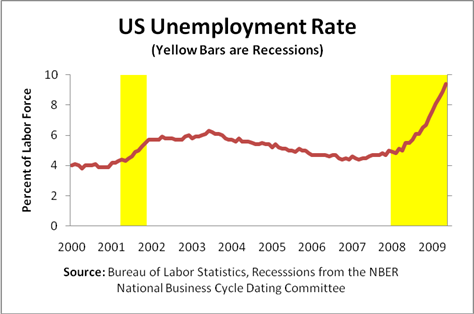 US Unemployment Rate
(Yellow Bars are Recessions)
Percent of Labor Force
10
8
6
4
2
0
2000 2001 2002 2003 2004 2005 2006 2007 2008 2009
Source: Bureau of Labor Statistics, Recesssions from the NBER
National Business Cycle Dating Committee